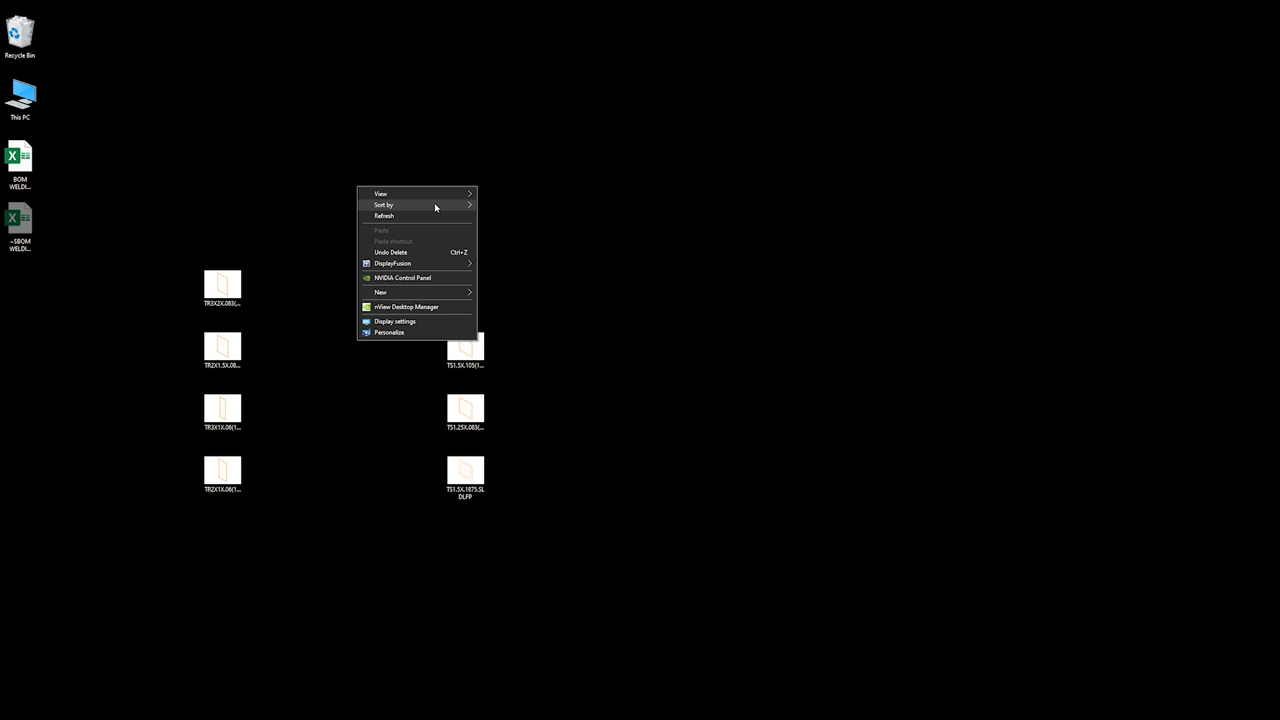 Recycle Bin
This PC
BOM
WELDI...
~$BOM
WELDI...
View
Sort by
Refresh
Paste
Paste shortcut
Undo Delete Ctrl+Z
DisplayFusion
NVIDIA Control Panel
New
nView Desktop Manager
Display settings
Personalize
TR3X2X.083(...
TR2X1.5X.08...
TR3X1X.06(1...
TR2X1X.06(1...
TS1.5X.105(1...
TS1.25X.083(...
TS1.5X.1875.SL
DLFP